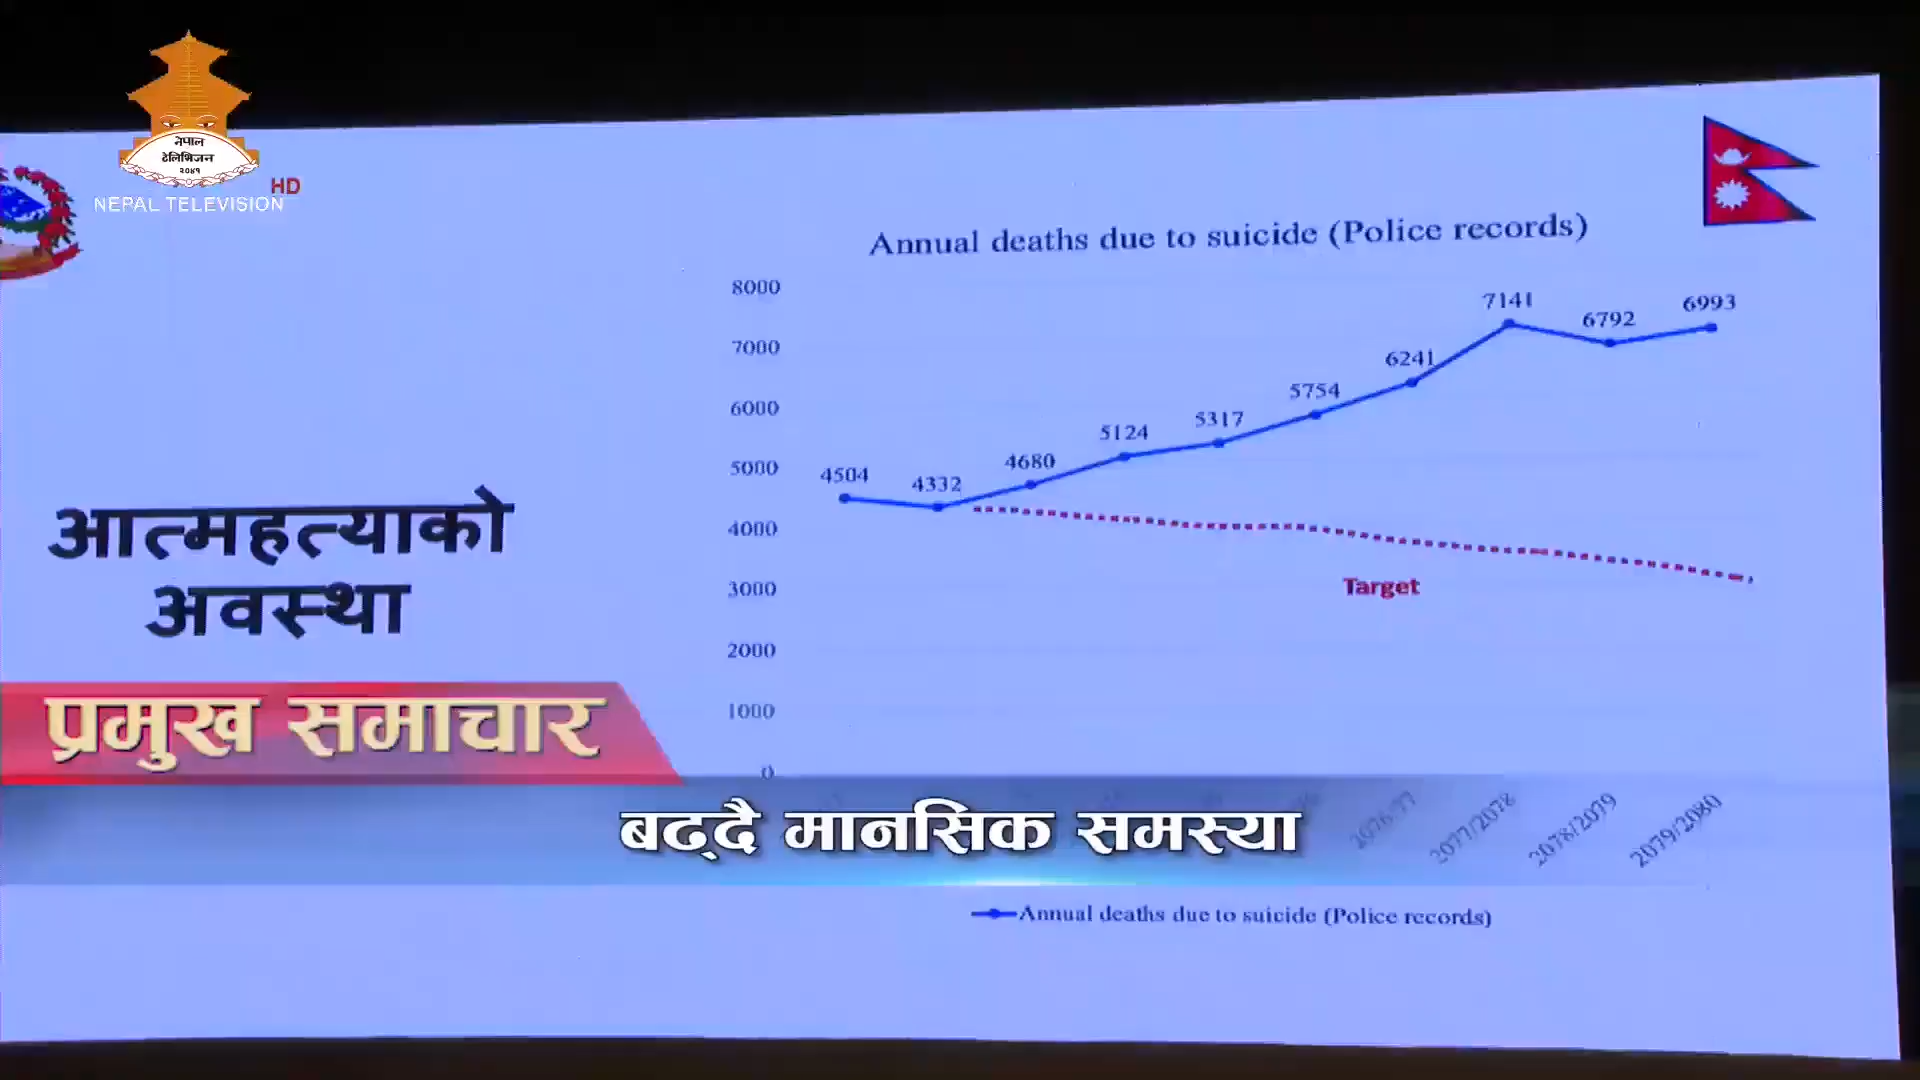 नेपाल
टेलिभिजन
२०४१
HD
NEPAL TELEVISION
Annual deaths due to suicide (Police records)
8000
7000
6000
5000
4000
3000
2000
1000
0
4504
4332
4680
5124
5317
5754
6241
7141
6792
6993
Target
आत्महत्याको
अवस्था
प्रमुख समाचार
बढ्दै मानसिक समस्या
2076/77
2077/2078
2078/2079
2079/2080
Annual deaths due to suicide (Police records)